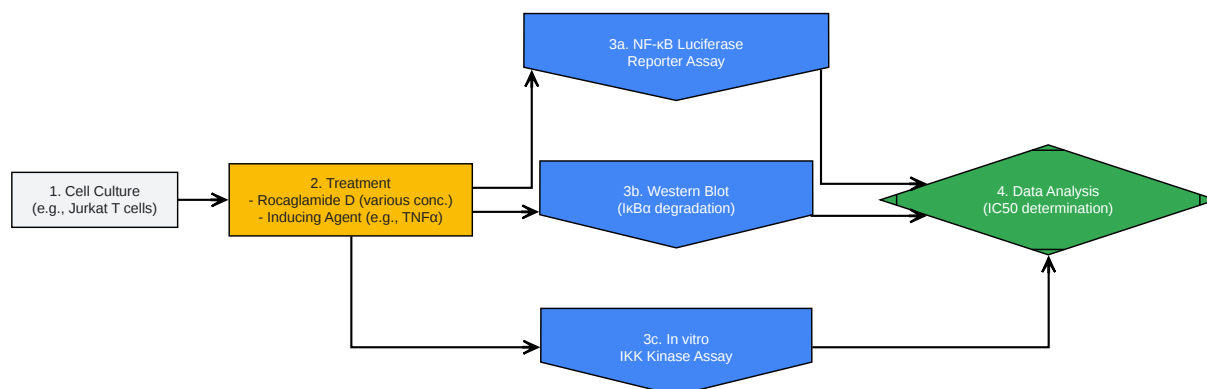 1. Cell Culture
(e.g., Jurkat T cells)
2. Treatment
- Rocaglamide D (various conc.)
- Inducing Agent (e.g., TNFα)
3a. NF-κB Luciferase
Reporter Assay
3b. Western Blot
(IκBα degradation)
3c. In vitro
IKK Kinase Assay
4. Data Analysis
(IC50 determination)